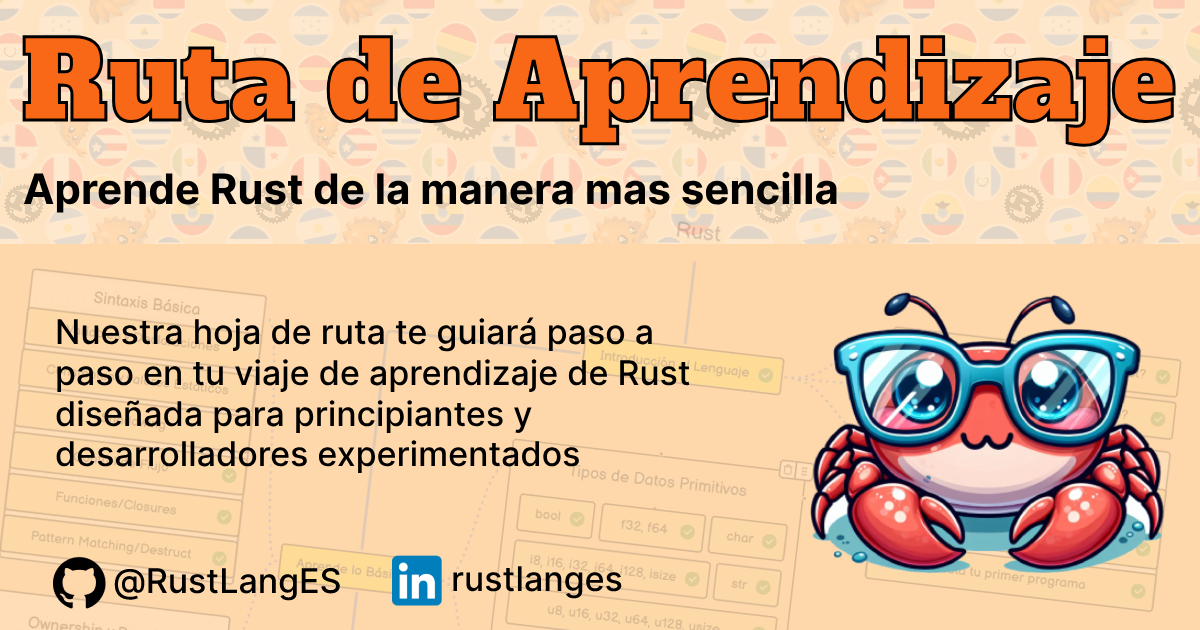 Ruta de Aprendizaje
Aprende Rust de la manera mas sencilla
Rust
Sintaxis Básica
Nuestra hoja de ruta te guiará paso a
paso en tu viaje de aprendizaje de Rust
diseñada para principiantes y
desarrolladores experimentados
Introducción al Lenguaje
Tipos de Datos Primitivos
Funciones/Closures
bool
f32, f64
char
Pattern Matching/Destruct
i8, i16, i32, i64, i128, isize
str
u8, u16, u32, u64, u128, usize
tu primer programa
@RustLangES
in
rustlanges
Ownership y